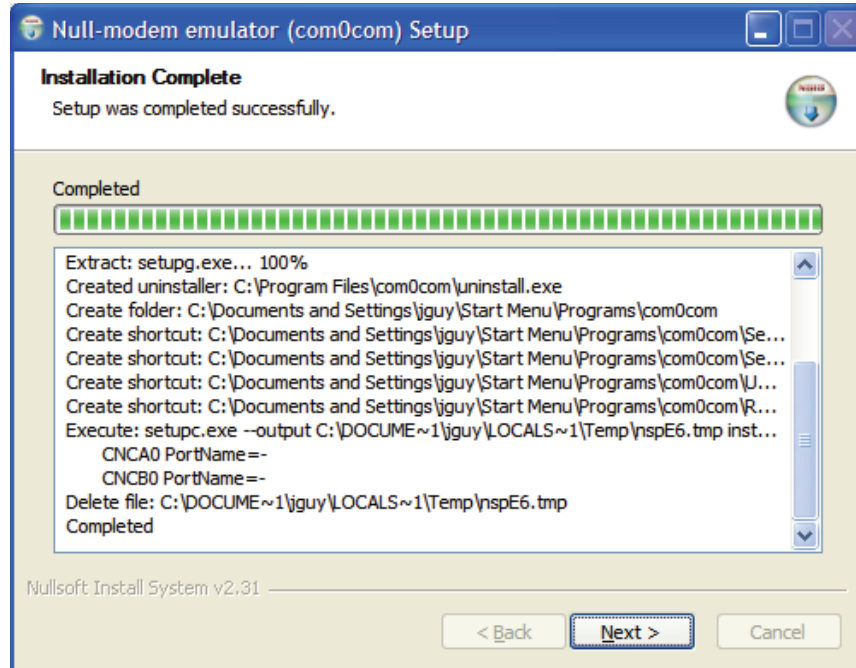 Null-modem emulator (com0com) Setup
Installation Complete
Setup was completed successfully.
Completed
Extract: setupg.exe... 100%
Created uninstaller: C:\Program Files\com0com\uninstall.exe
Create folder: C:\Documents and Settings\jguy\Start Menu\Programs\com0com
Create shortcut: C:\Documents and Settings\jguy\Start Menu\Programs\com0com\Se...
Create shortcut: C:\Documents and Settings\jguy\Start Menu\Programs\com0com\Se...
Create shortcut: C:\Documents and Settings\jguy\Start Menu\Programs\com0com\U...
Create shortcut: C:\Documents and Settings\jguy\Start Menu\Programs\com0com\R...
Execute: setupc.exe --output C:\DOCUME~1\jguy\LOCALS~1\Temp\nspE6.tmp inst...
CNCA0 PortName=-
CNCB0 PortName=-
Delete file: C:\DOCUME~1\jguy\LOCALS~1\Temp\nspE6.tmp
Completed
Nullsoft Install System v2.31
< Back Next > Cancel